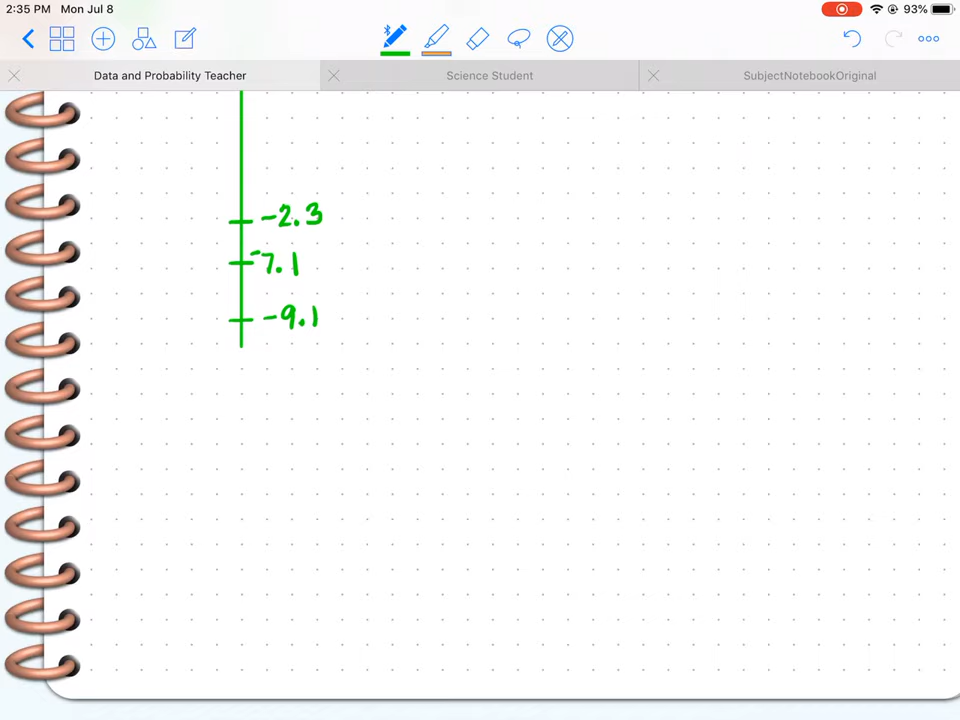 2:35 PM Mon Jul 8 93%
Data and Probability Teacher Science Student SubjectNotebookOriginal
-2.3
-7.1
-9.1